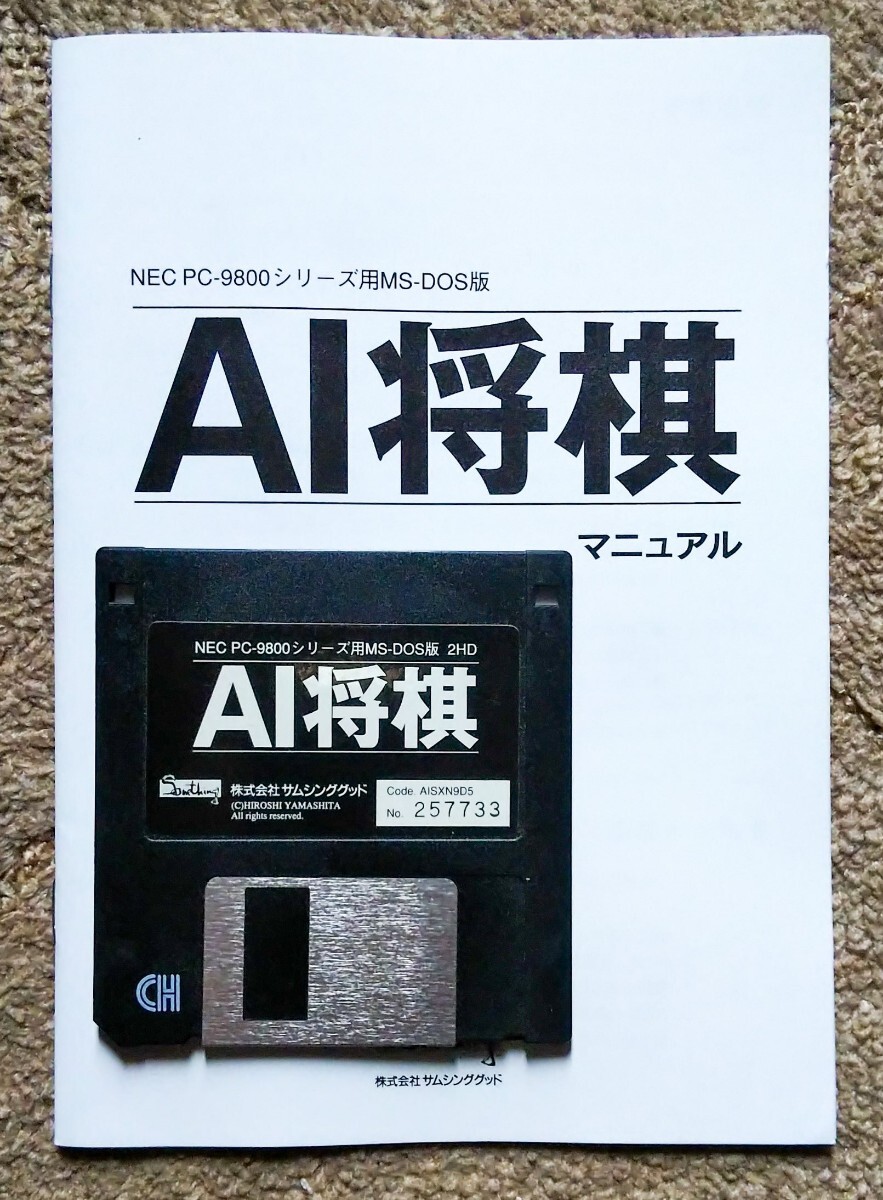 NEC PC-9800シリーズ用MS-DOS版
AI将棋
マニュアル
NEC PC-9800シリーズ用MS-DOS版 2HD
AI将棋
Something
株式会社 サムシンググッド
(C)HIROSHI YAMASHITA
All rights reserved.
Code. AISXN9D5
No. 257733
CH
株式会社 サムシンググッド